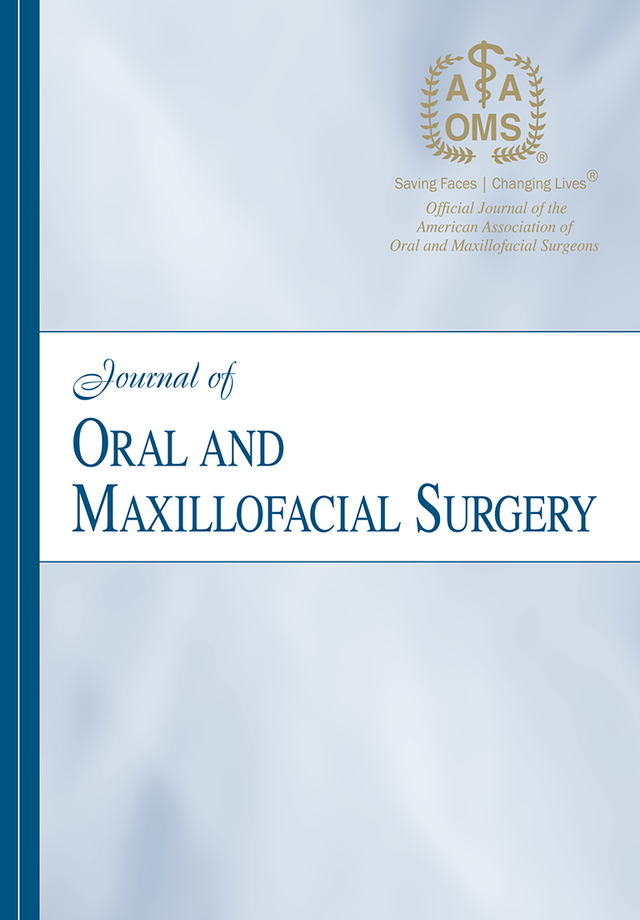 A A
OMS®
Saving Faces | Changing Lives®
Official Journal of the
American Association of
Oral and Maxillofacial Surgeons
Journal of
ORAL AND
MAXILLOFACIAL SURGERY